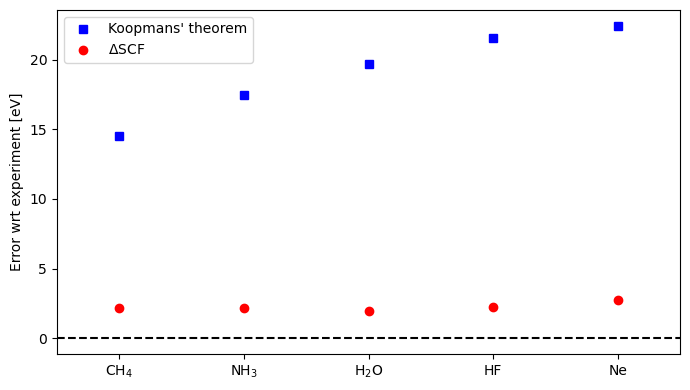 Koopmans' theorem
ΔSCF
Error wrt experiment [eV]
20
15
10
5
0
CH₄ NH₃ H₂O HF Ne